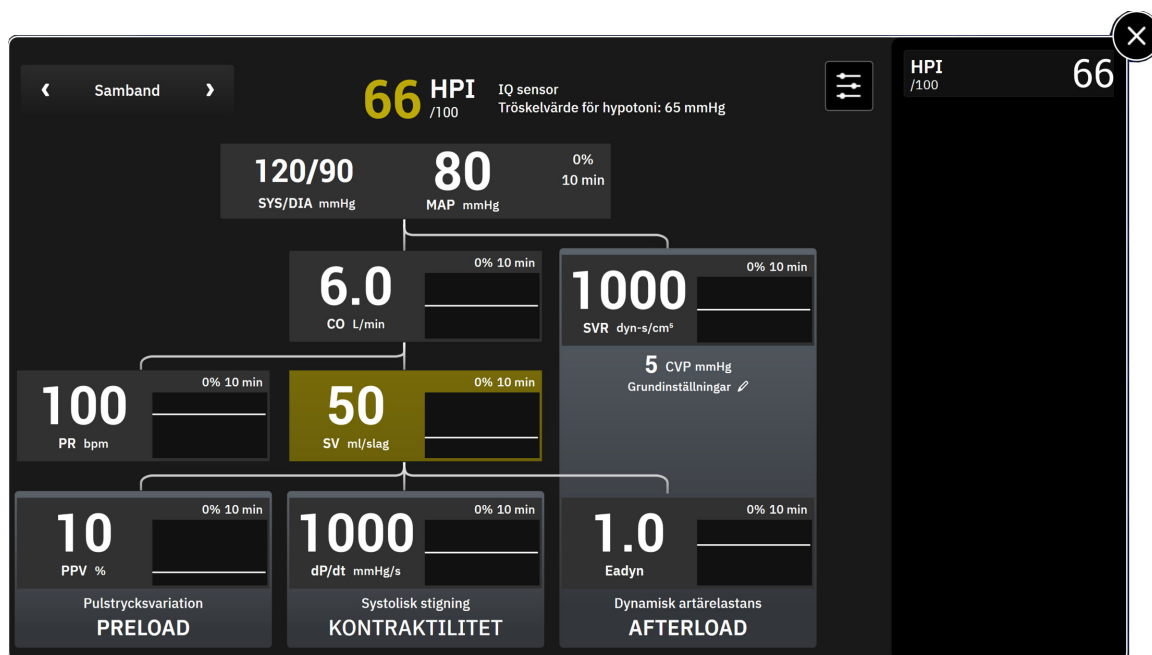 Samband
66 HPI /100
IQ sensor
Tröskelvärde för hypotoni: 65 mmHg
HPI /100 66
120/90
SYS/DIA mmHg
80
MAP mmHg
0%
10 min
6.0
CO L/min
0% 10 min
1000
SVR dyn-s/cm⁵
0% 10 min
5 CVP mmHg
Grundinställningar
100
PR bpm
0% 10 min
50
SV ml/slag
0% 10 min
10
PPV %
0% 10 min
Pulstrycksvariation
PRELOAD
1000
dP/dt mmHg/s
0% 10 min
Systolisk stigning
KONTRAKTILITET
1.0
Eadyn
0% 10 min
Dynamisk artärelastans
AFTERLOAD